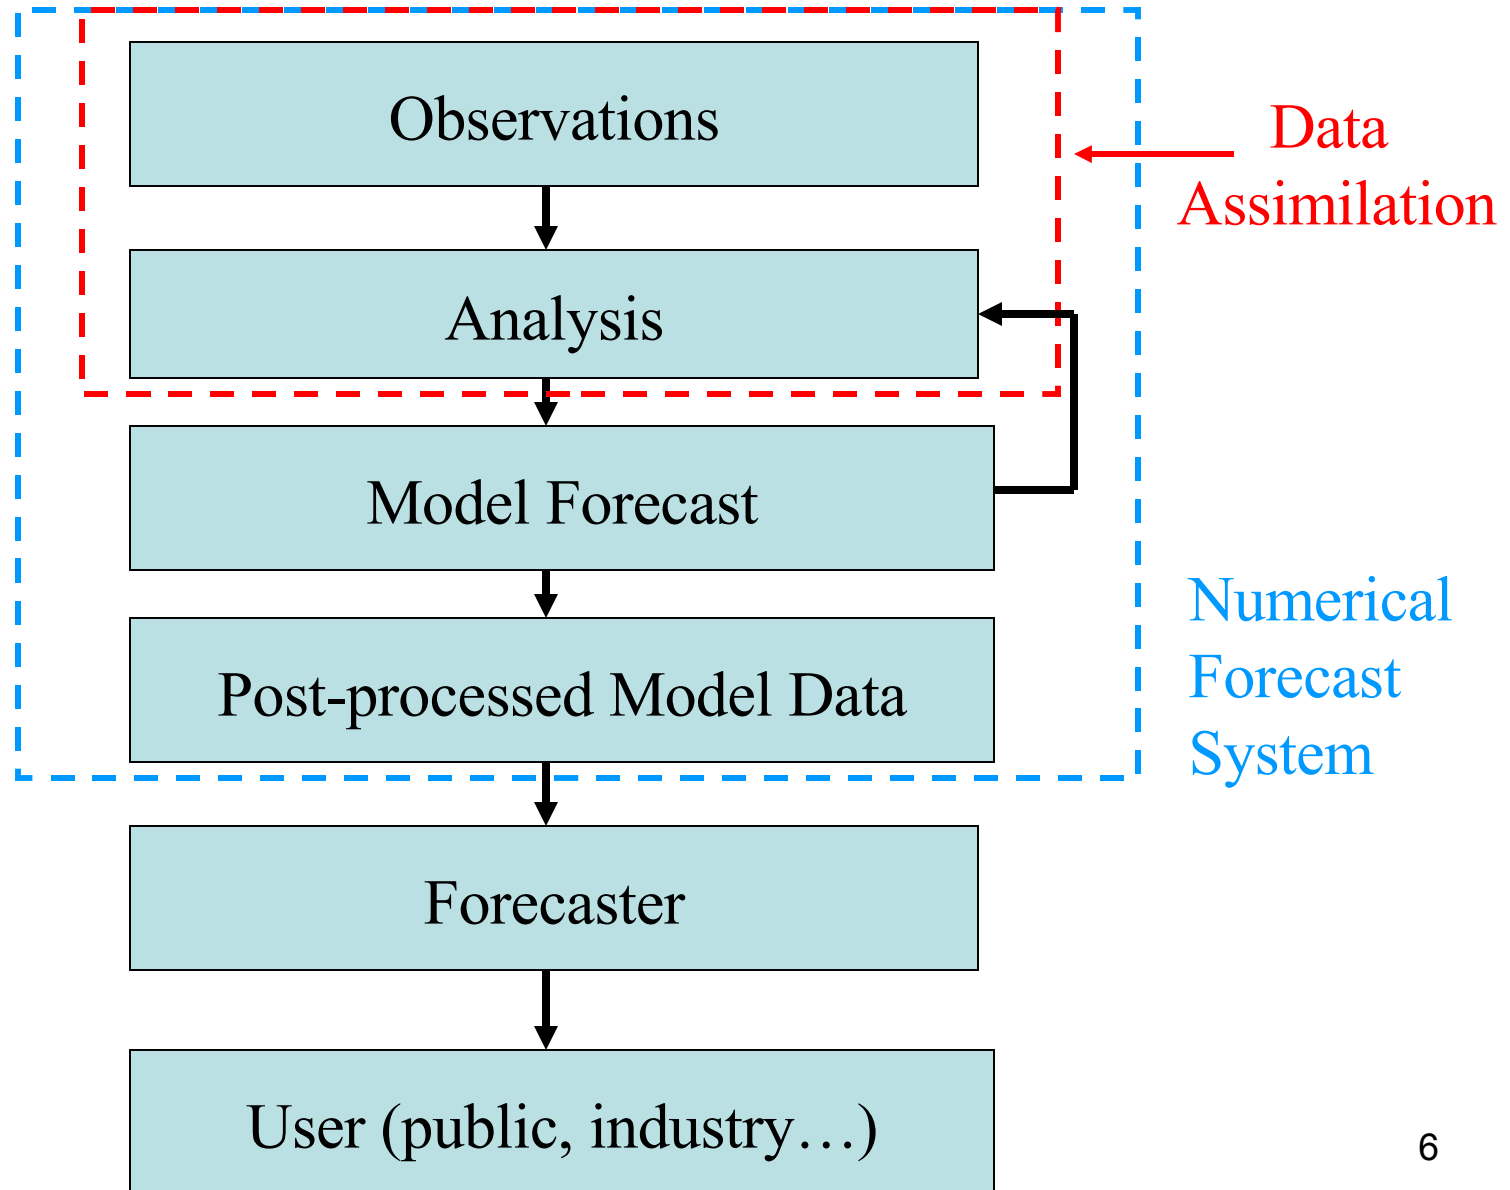 Observations
Data
Assimilation
Analysis
Model Forecast
Numerical
Forecast
System
Post-processed Model Data
Forecaster
User (public, industry…)
6